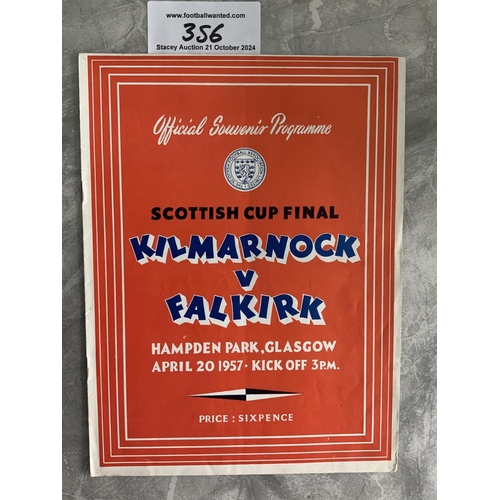 www.footballwanted.com
356
Stacey Auction 21 October 2024
Official Souvenir Programme
SCOTTISH CUP FINAL
KILMARNOCK
V
FALKIRK
HAMPDEN PARK, GLASGOW
APRIL 20 1957 · KICK OFF 3 P.M.
PRICE : SIXPENCE